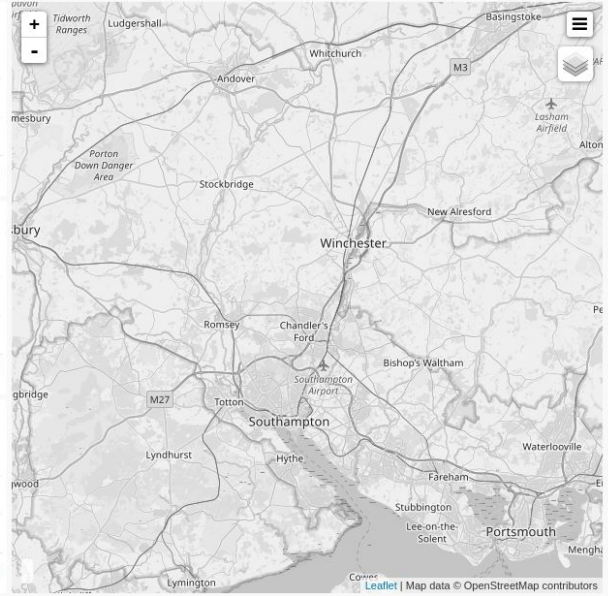 +
-
Tidworth
Ranges
Ludgershall
Basingstoke
Whitchurch
M3
Andover
Lasham
Airfield
mesbury
Alton
Porton
Down Danger
Area
Stockbridge
New Alresford
bury
Winchester
Romsey
Chandler's
Ford
Bishop's Waltham
Southampton
Airport
gbridge
M27
Totton
Southampton
Lyndhurst
Hythe
Waterlooville
wood
Fareham
Stubbington
Lee-on-the-
Solent
Portsmouth
Lymington
Cowes
Leaflet | Map data © OpenStreetMap contributors